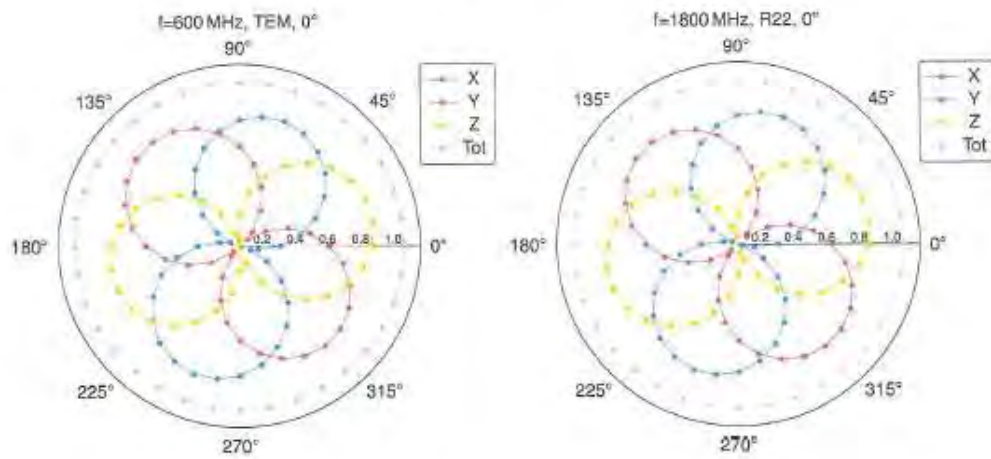 f=600 MHz, TEM, 0°
90°
135°
45°
X
Y
Z
Tot
180°
0.2 0.4 0.6 0.8 1.0
0°
225°
315°
270°
f=1800 MHz, R22, 0°
90°
135°
45°
X
Y
Z
Tot
180°
0.2 0.4 0.6 0.8 1.0
0°
225°
315°
270°